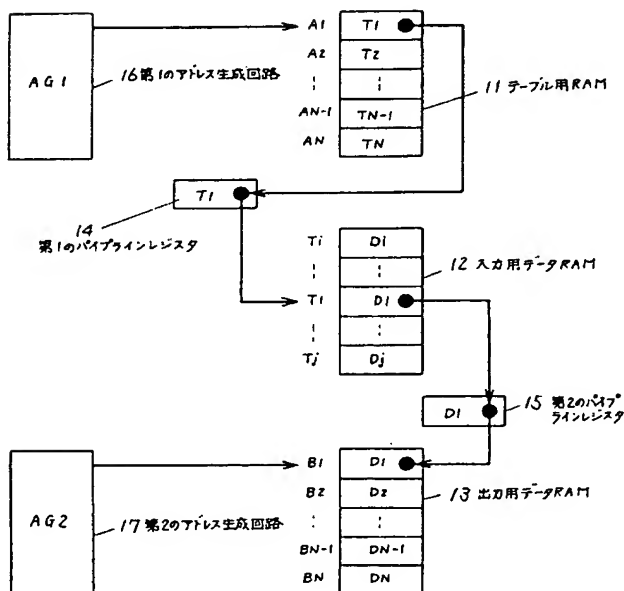 A1 T1
AG1
16 第1のアドレス生成回路
A2 T2
11 テーブル用RAM
AN-1 TN-1
AN TN
T1
14
第1のパイプラインレジスタ
Ti Di
12 入力用データRAM
T1 D1
Tj Dj
D1
15 第2のパイプ
ラインレジスタ
B1 D1
AG2
17 第2のアドレス生成回路
B2 D2
13 出力用データRAM
BN-1 DN-1
BN DN